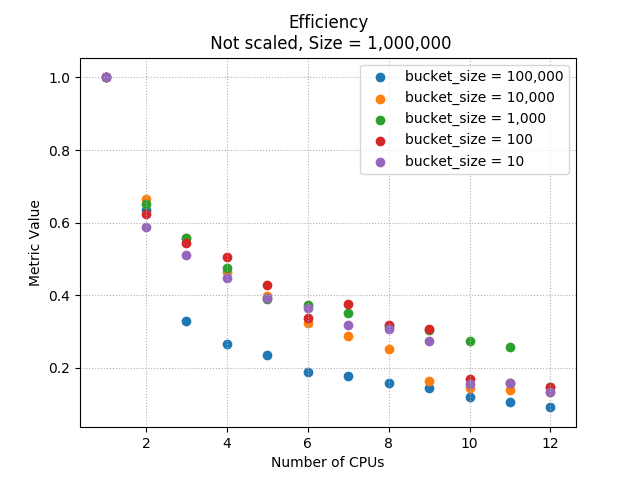 Efficiency
Not scaled, Size = 1,000,000
bucket_size = 100,000
bucket_size = 10,000
bucket_size = 1,000
bucket_size = 100
bucket_size = 10
Metric Value
1.0
0.8
0.6
0.4
0.2
2 4 6 8 10 12
Number of CPUs